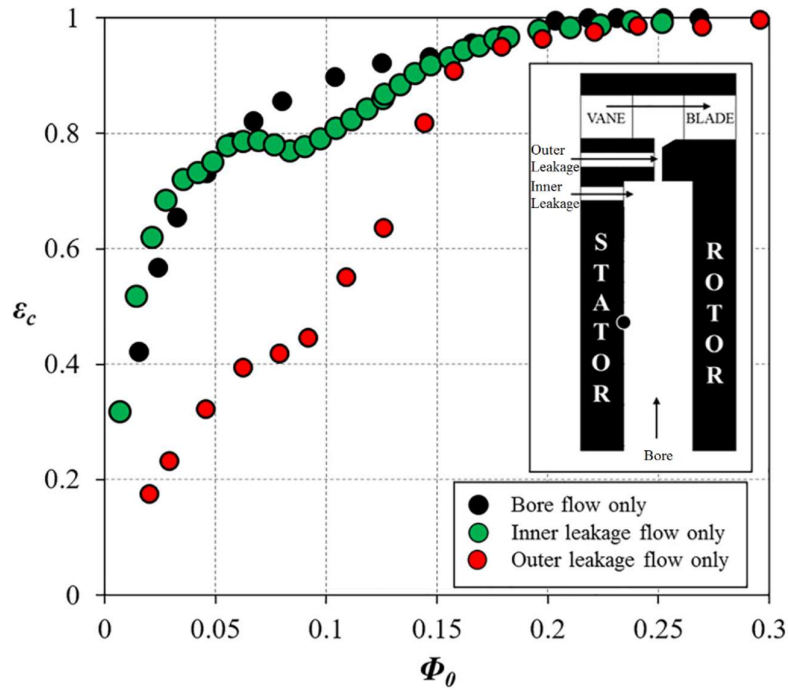 1
0.8
0.6
0.4
0.2
0
εc
0
0.05
0.1
0.15
0.2
0.25
0.3
Φ0
VANE
BLADE
Outer
Leakage
Inner
Leakage
STATOR
ROTOR
Bore
Bore flow only
Inner leakage flow only
Outer leakage flow only